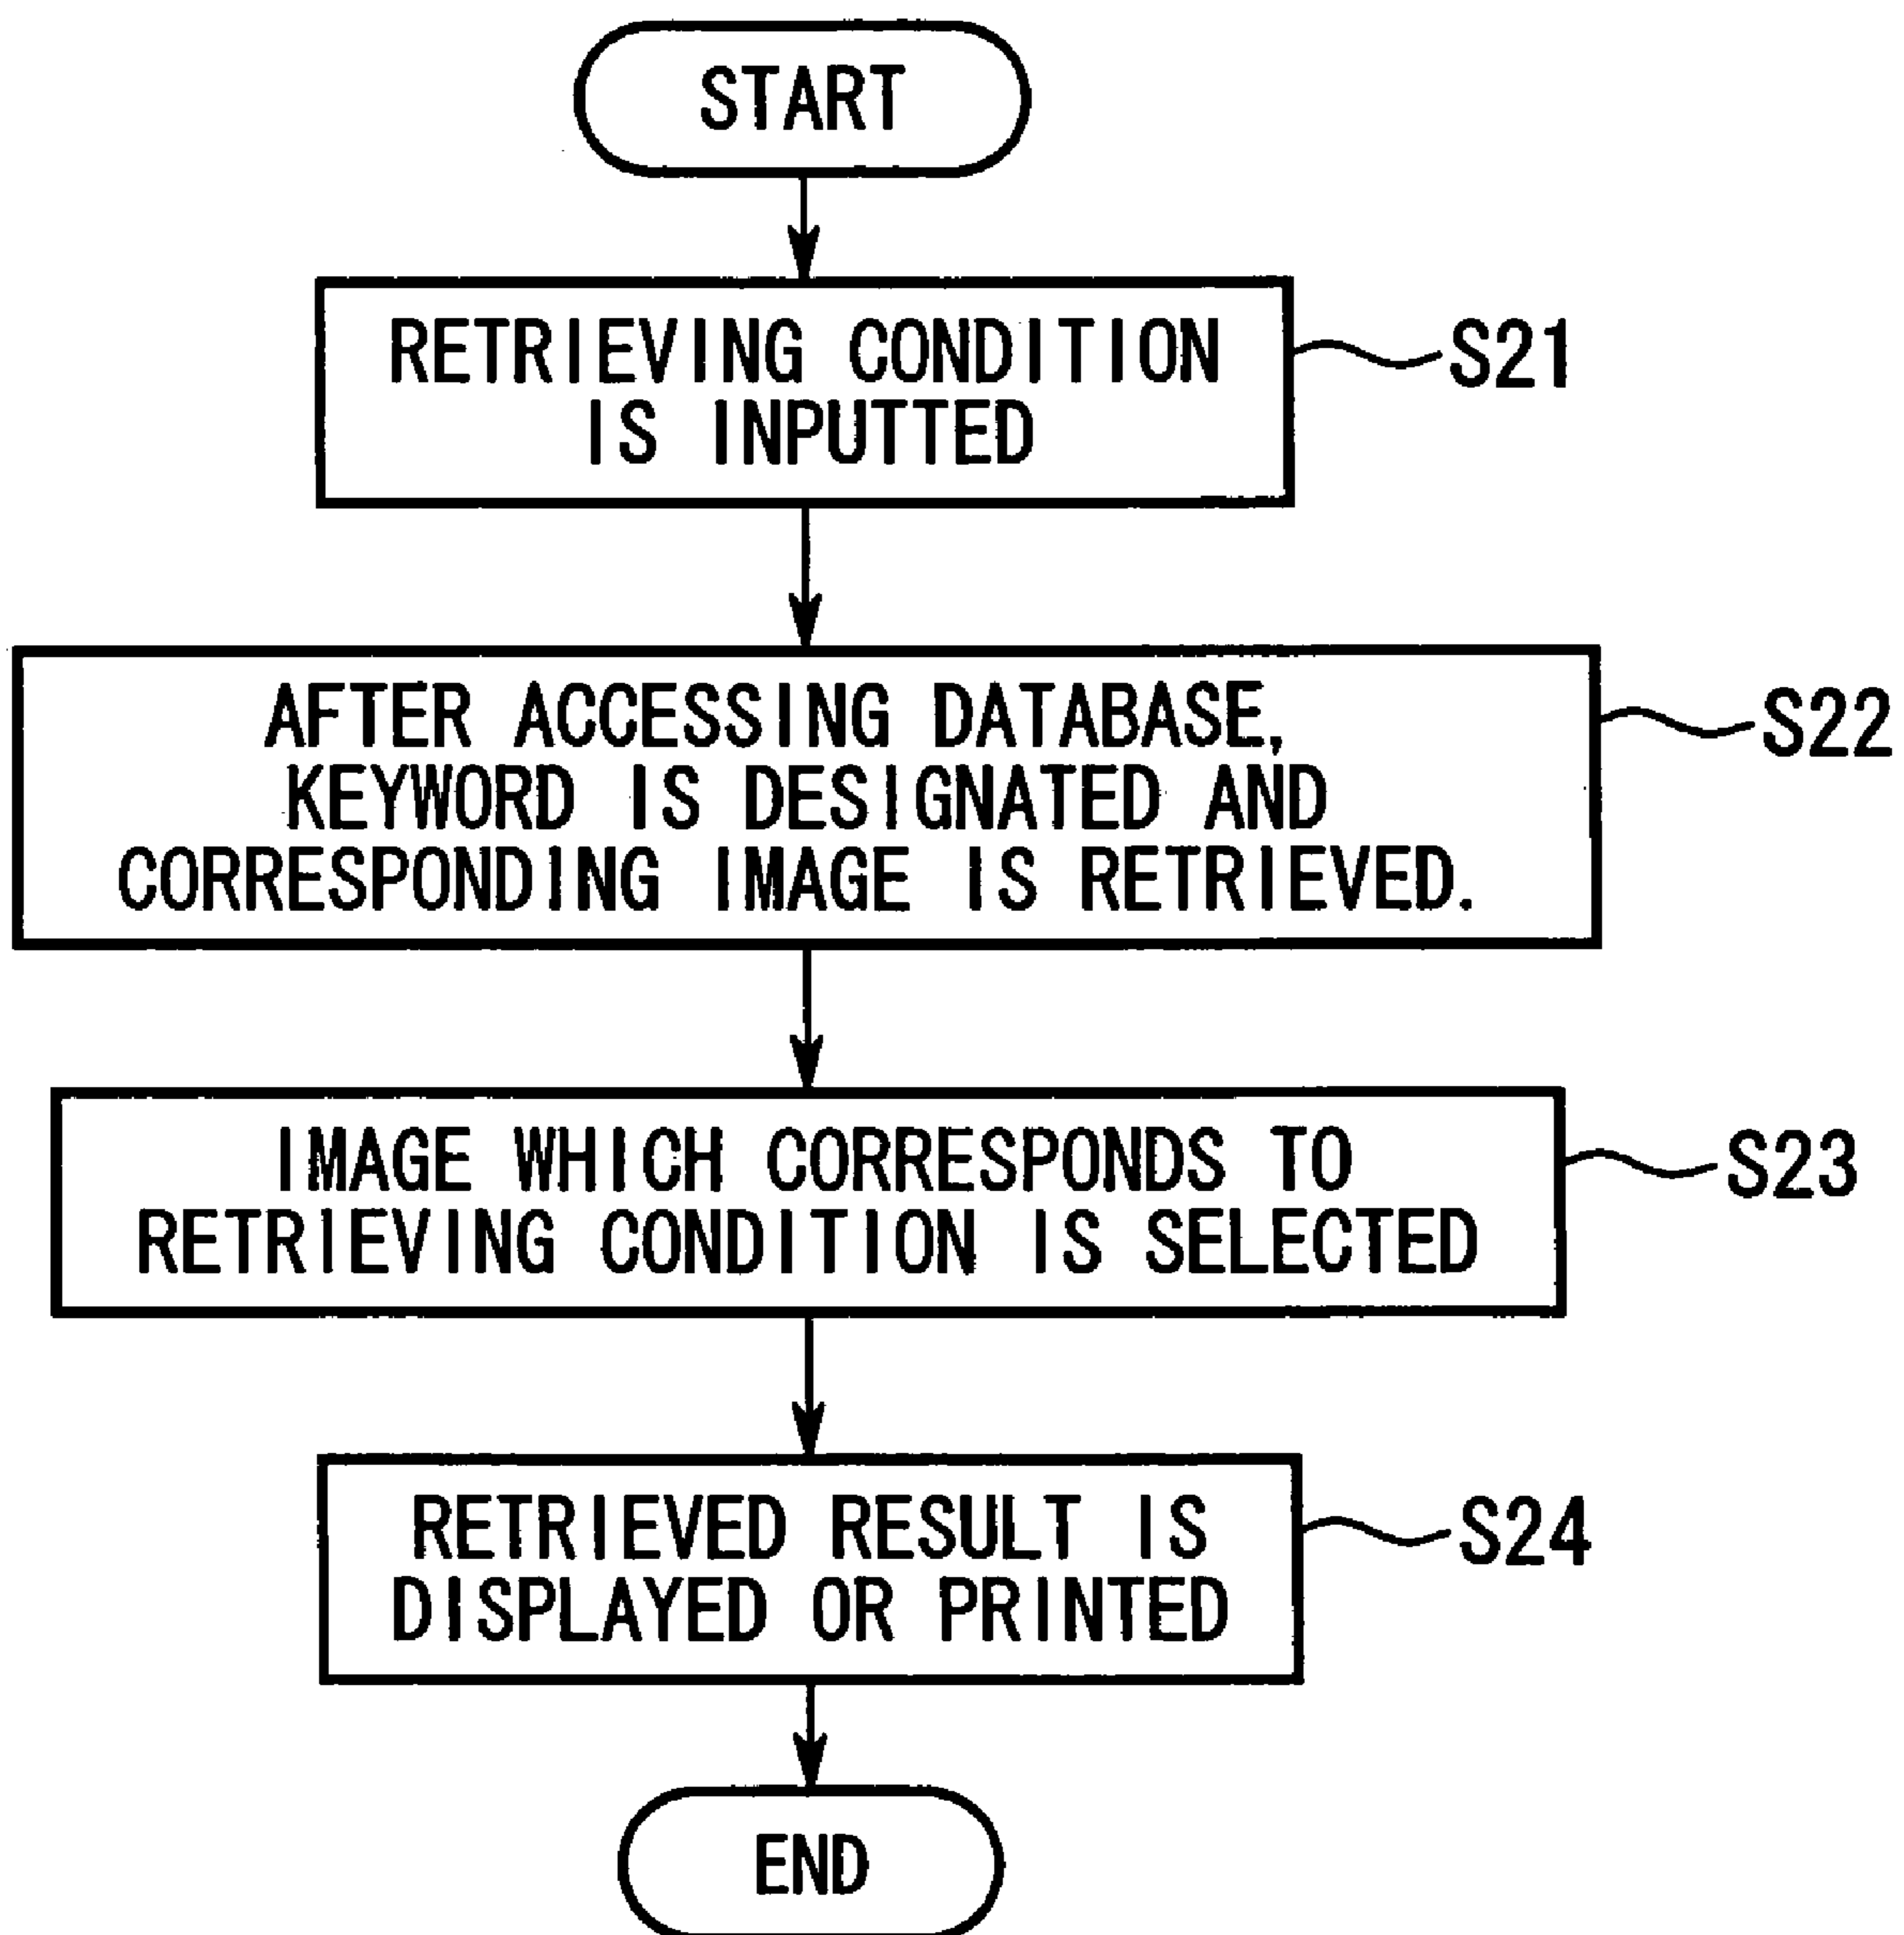 START
RETRIEVING CONDITION
IS INPUTTED
S21
AFTER ACCESSING DATABASE,
KEYWORD IS DESIGNATED AND
CORRESPONDING IMAGE IS RETRIEVED.
S22
IMAGE WHICH CORRESPONDS TO
RETRIEVING CONDITION IS SELECTED
S23
RETRIEVED RESULT IS
DISPLAYED OR PRINTED
S24
END